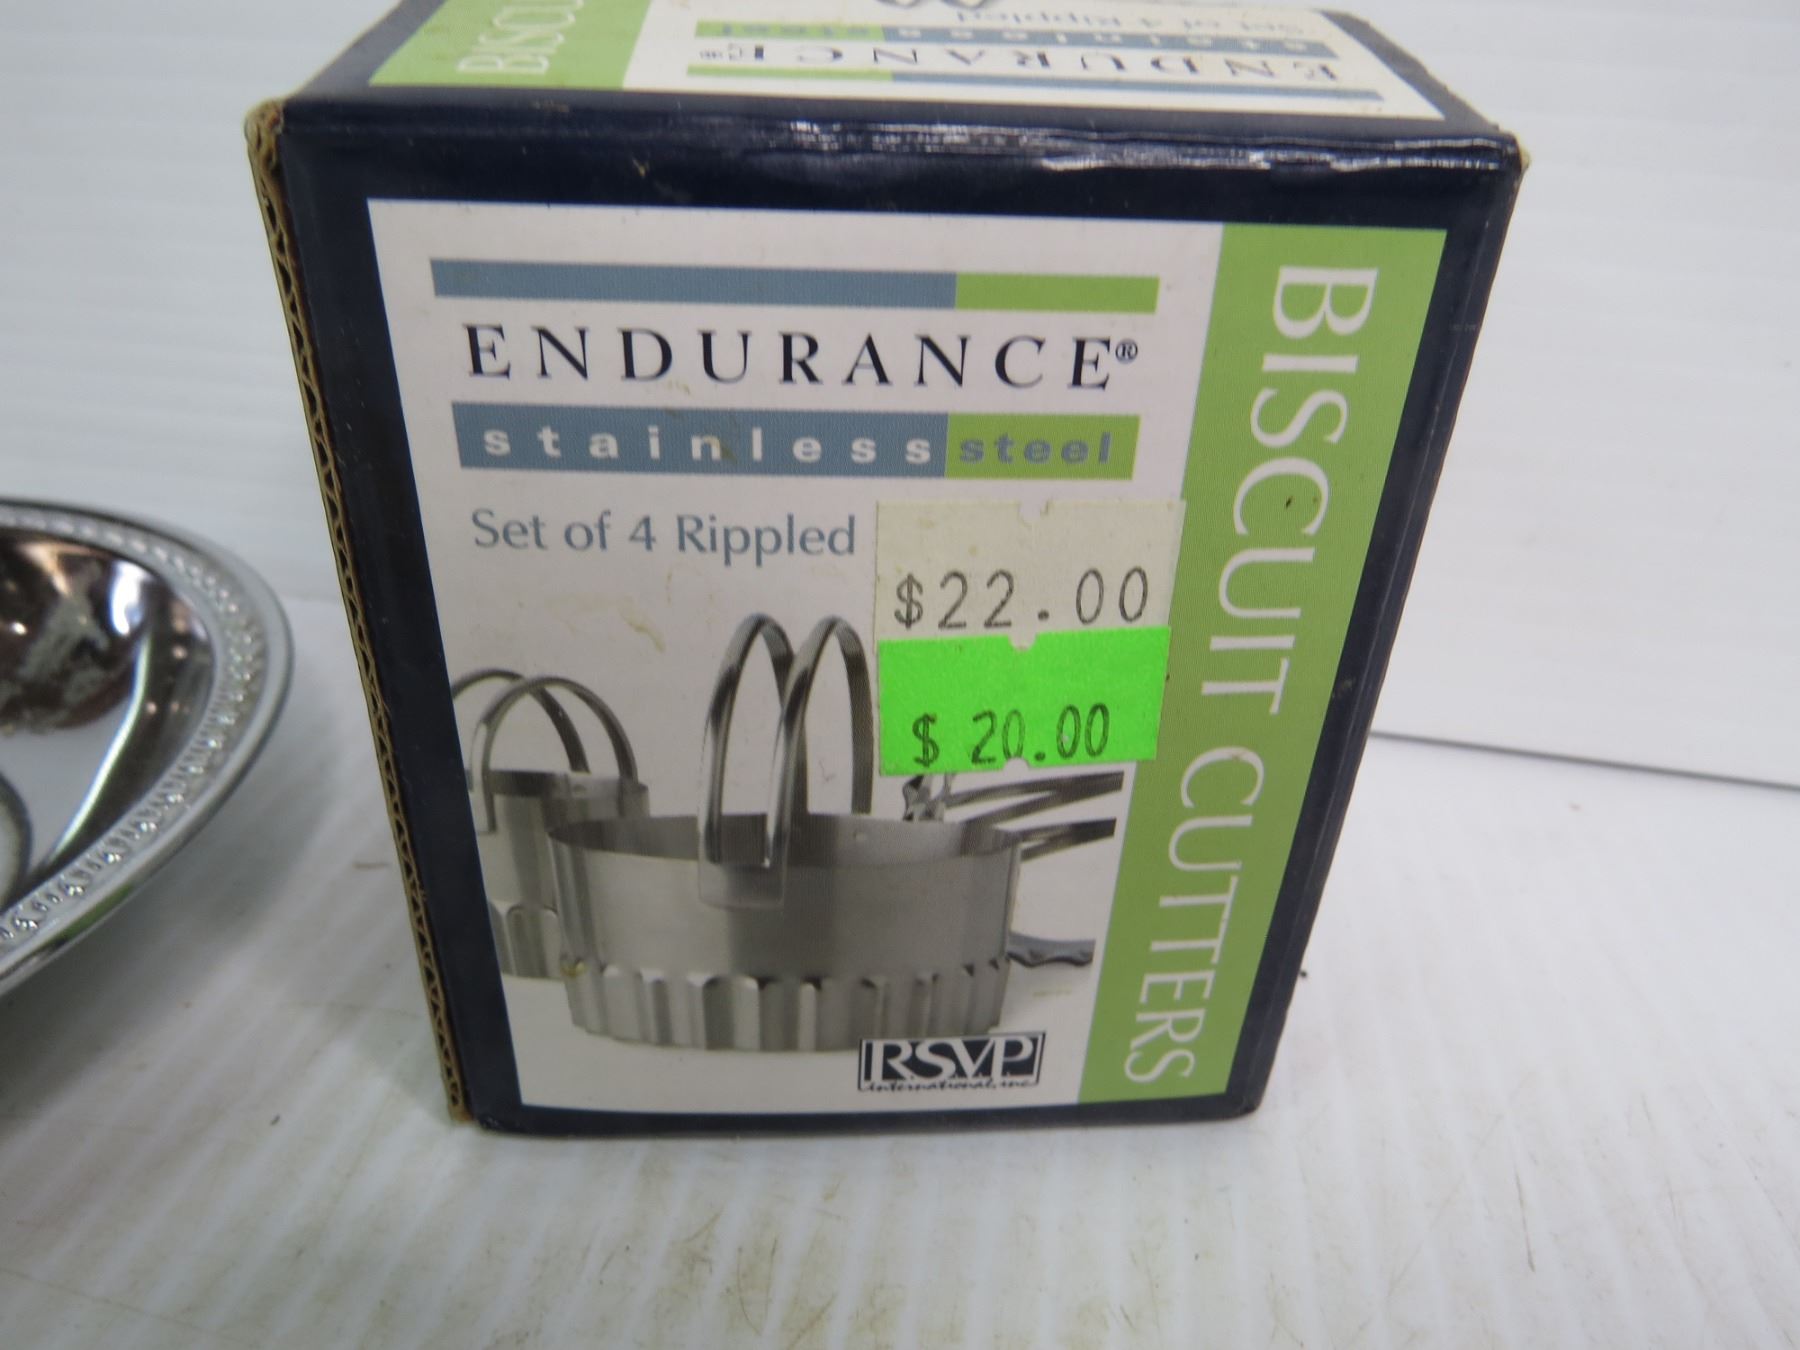 BISCU
Set of 4 Rippled
stainless steel
ENDURANCE®
ENDURANCE®
stainless steel
Set of 4 Rippled
$22.00
$ 20.00
BISCUIT CUTTERS
RSVP
international, inc.